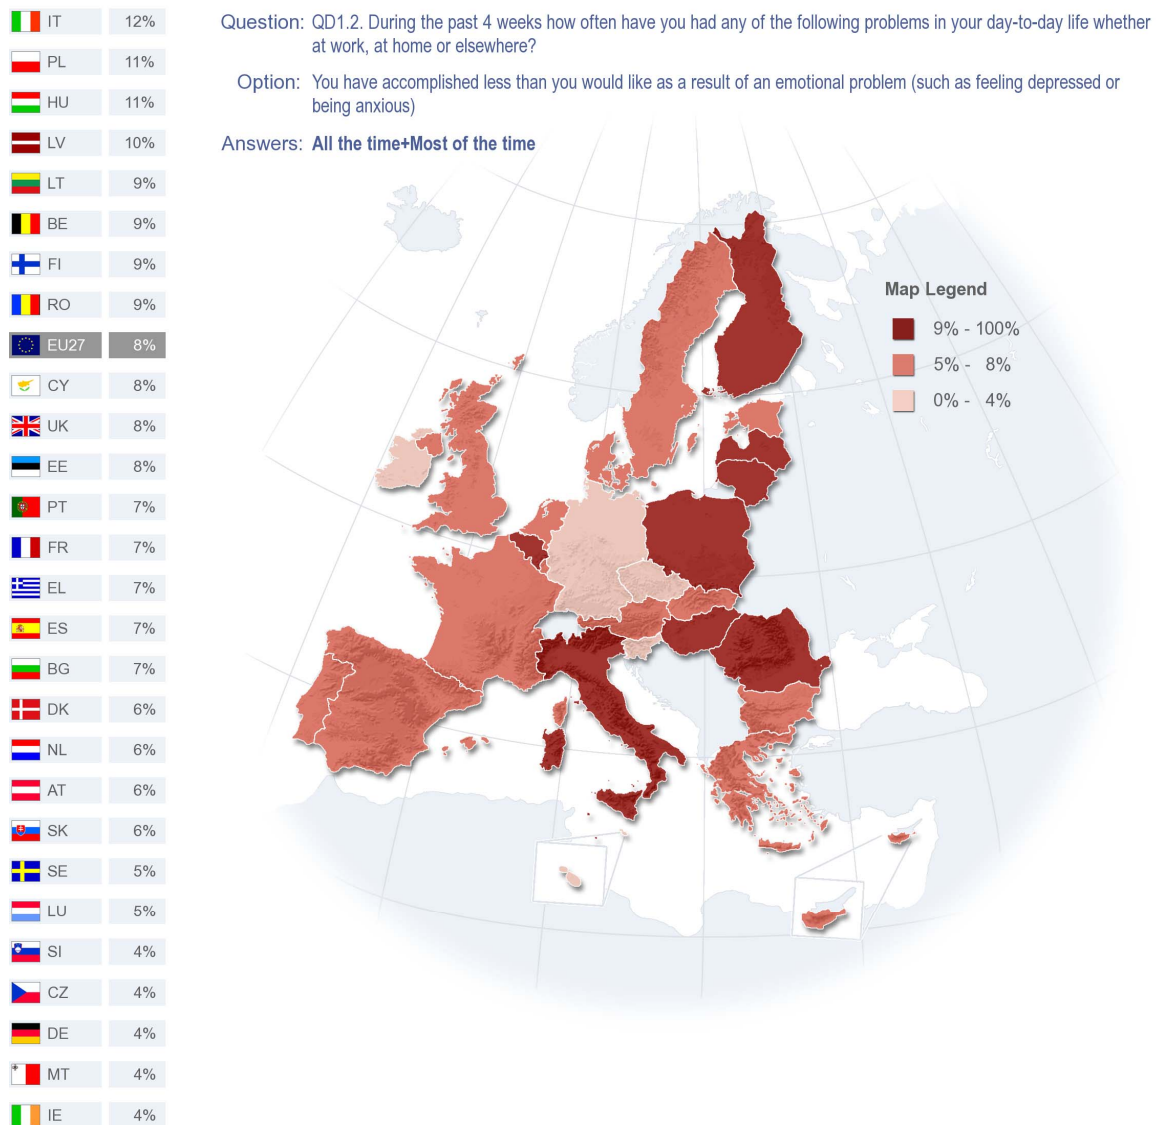 IT 12%
PL 11%
HU 11%
LV 10%
LT 9%
BE 9%
FI 9%
RO 9%
EU27 8%
CY 8%
UK 8%
EE 8%
PT 7%
FR 7%
EL 7%
ES 7%
BG 7%
DK 6%
NL 6%
AT 6%
SK 6%
SE 5%
LU 5%
SI 4%
CZ 4%
DE 4%
MT 4%
IE 4%
Question: QD1.2. During the past 4 weeks how often have you had any of the following problems in your day-to-day life whether
at work, at home or elsewhere?
Option: You have accomplished less than you would like as a result of an emotional problem (such as feeling depressed or
being anxious)
Answers: All the time+Most of the time
Map Legend
9% - 100%
5% - 8%
0% - 4%